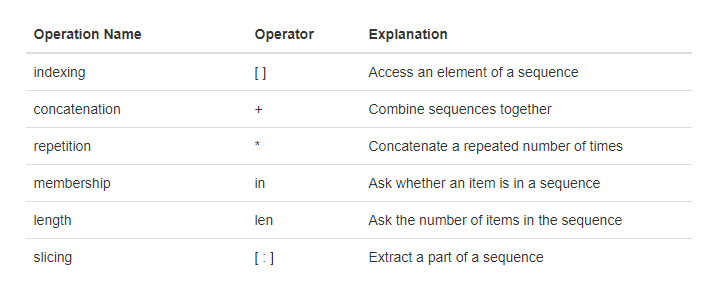 Operation Name Operator Explanation
indexing [ ] Access an element of a sequence
concatenation + Combine sequences together
repetition * Concatenate a repeated number of times
membership in Ask whether an item is in a sequence
length len Ask the number of items in the sequence
slicing [ : ] Extract a part of a sequence